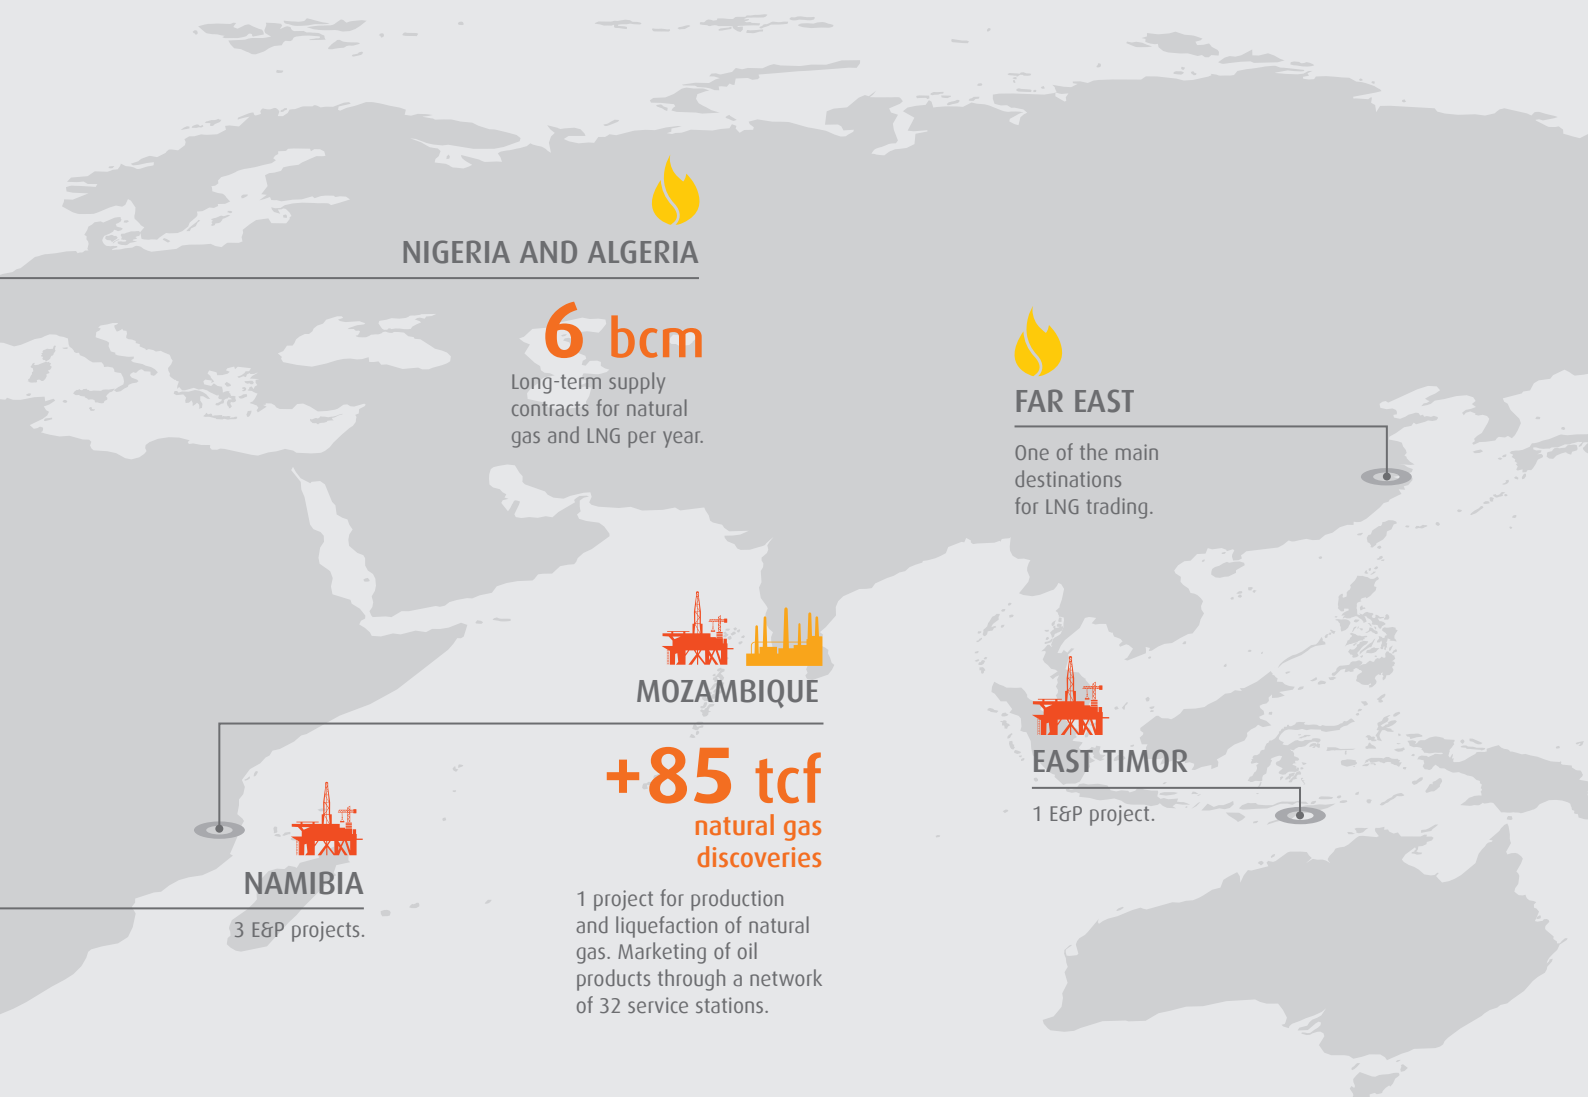 NIGERIA AND ALGERIA
6 bcm
Long-term supply
contracts for natural
gas and LNG per year.
FAR EAST
One of the main
destinations
for LNG trading.
MOZAMBIQUE
+85 tcf
natural gas
discoveries
1 project for production
and liquefaction of natural
gas. Marketing of oil
products through a network
of 32 service stations.
EAST TIMOR
1 E&P project.
NAMIBIA
3 E&P projects.